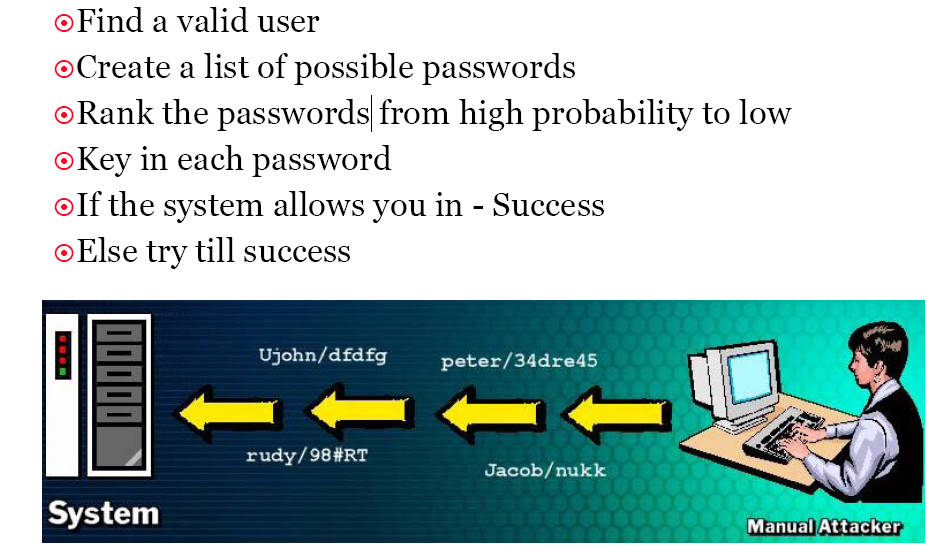 Find a valid user
Create a list of possible passwords
Rank the passwords from high probability to low
Key in each password
If the system allows you in - Success
Else try till success
Ujohn/dfdfg
peter/34dre45
rudy/98#RT
Jacob/nukk
System
Manual Attacker